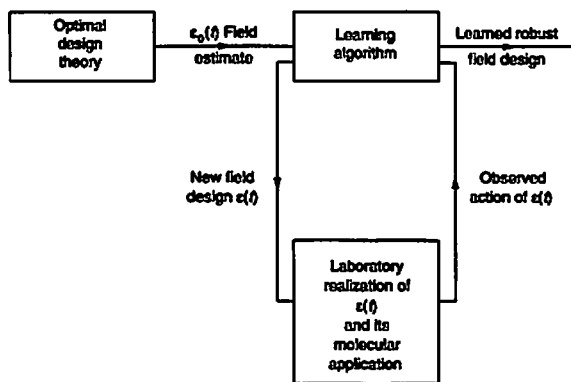 Optimal
design
theory
ε₀(t) Field
estimate
Learning
algorithm
Learned robust
field design
New field
design ε(t)
Observed
action of ε(t)
Laboratory
realization of
ε(t)
and its
molecular
application